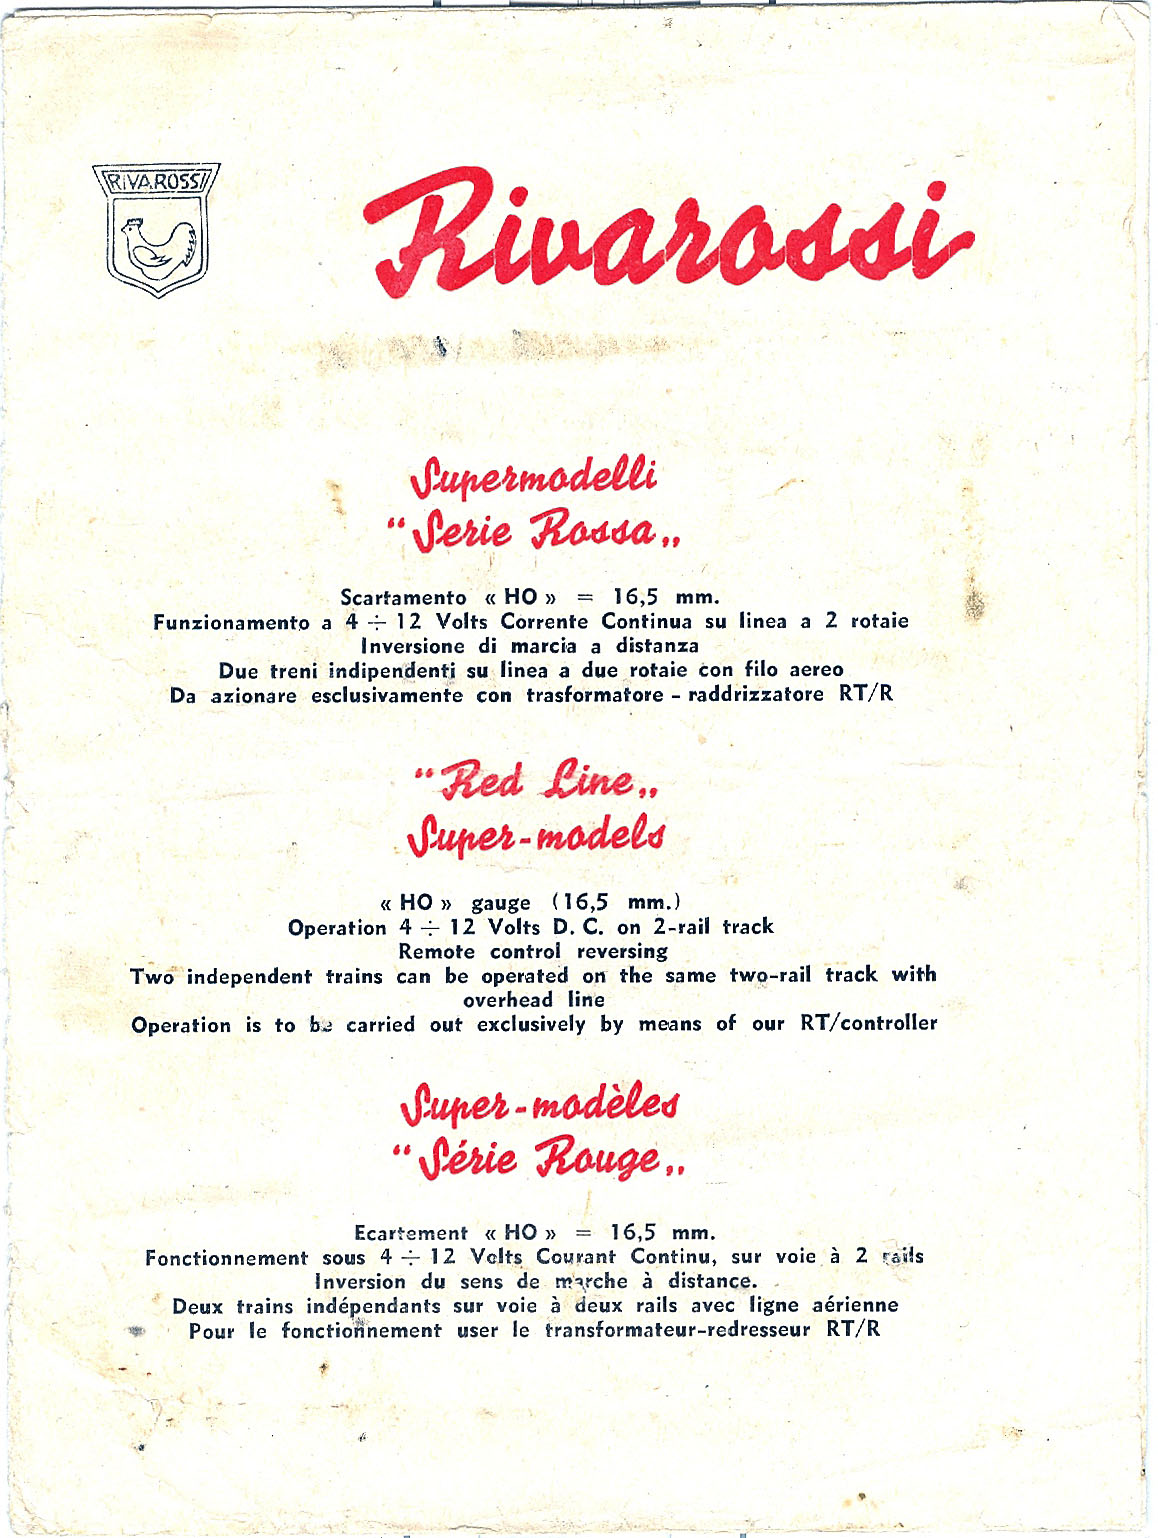 RIVAROSSI
Rivarossi
Supermodelli
“Serie Rossa„
Scartamento « HO » = 16,5 mm.
Funzionamento a 4 ÷ 12 Volts Corrente Continua su linea a 2 rotaie
Inversione di marcia a distanza
Due treni indipendenti su linea a due rotaie con filo aereo
Da azionare esclusivamente con trasformatore - raddrizzatore RT/R
“Red Line„
Super-models
« HO » gauge (16,5 mm.)
Operation 4 ÷ 12 Volts D. C. on 2-rail track
Remote control reversing
Two independent trains can be operated on the same two-rail track with
overhead line
Operation is to be carried out exclusively by means of our RT/controller
Super-modèles
“Série Rouge„
Ecartement « HO » = 16,5 mm.
Fonctionnement sous 4 ÷ 12 Volts Courant Continu, sur voie à 2 rails
Inversion du sens de marche à distance.
Deux trains indépendants sur voie à deux rails avec ligne aérienne
Pour le fonctionnement user le transformateur-redresseur RT/R